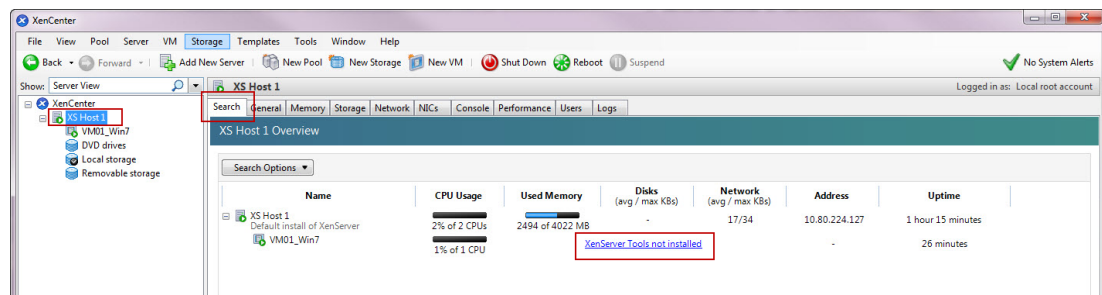 XenCenter
File View Pool Server VM Storage Templates Tools Window Help
Back Forward Add New Server New Pool New Storage New VM Shut Down Reboot Suspend No System Alerts
Show: Server View XS Host 1 Logged in as: Local root account
XenCenter
XS Host 1
VM01_Win7
DVD drives
Local storage
Removable storage
Search General Memory Storage Network NICs Console Performance Users Logs
XS Host 1 Overview
Search Options
Name CPU Usage Used Memory Disks (avg / max KBs) Network (avg / max KBs) Address Uptime
XS Host 1 2% of 2 CPUs 2494 of 4022 MB - 17/34 10.80.224.127 1 hour 15 minutes
Default install of XenServer
VM01_Win7 1% of 1 CPU XenServer Tools not installed - 26 minutes